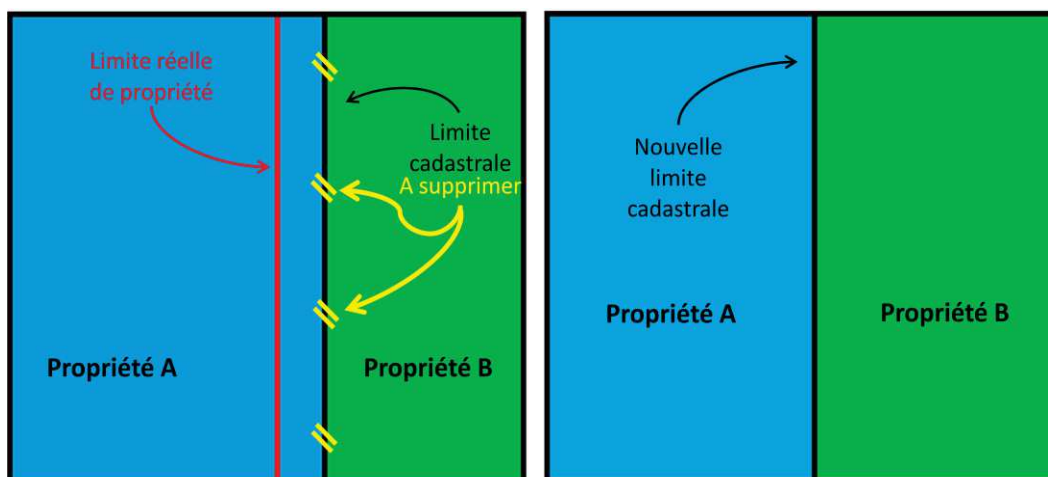 Limite réelle
de propriété
Limite
cadastrale
A supprimer
Propriété A
Propriété B
Nouvelle
limite
cadastrale
Propriété A
Propriété B